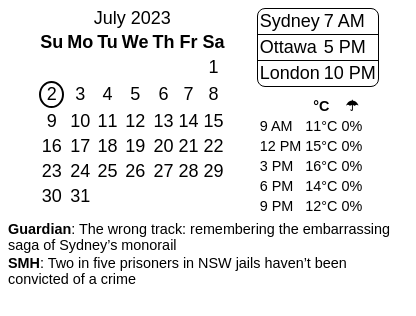 July 2023
Su Mo Tu We Th Fr Sa
1
2 3 4 5 6 7 8
9 10 11 12 13 14 15
16 17 18 19 20 21 22
23 24 25 26 27 28 29
30 31
Sydney 7 AM
Ottawa 5 PM
London 10 PM
°C ☂
9 AM 11°C 0%
12 PM 15°C 0%
3 PM 16°C 0%
6 PM 14°C 0%
9 PM 12°C 0%
Guardian: The wrong track: remembering the embarrassing
saga of Sydney’s monorail
SMH: Two in five prisoners in NSW jails haven’t been
convicted of a crime